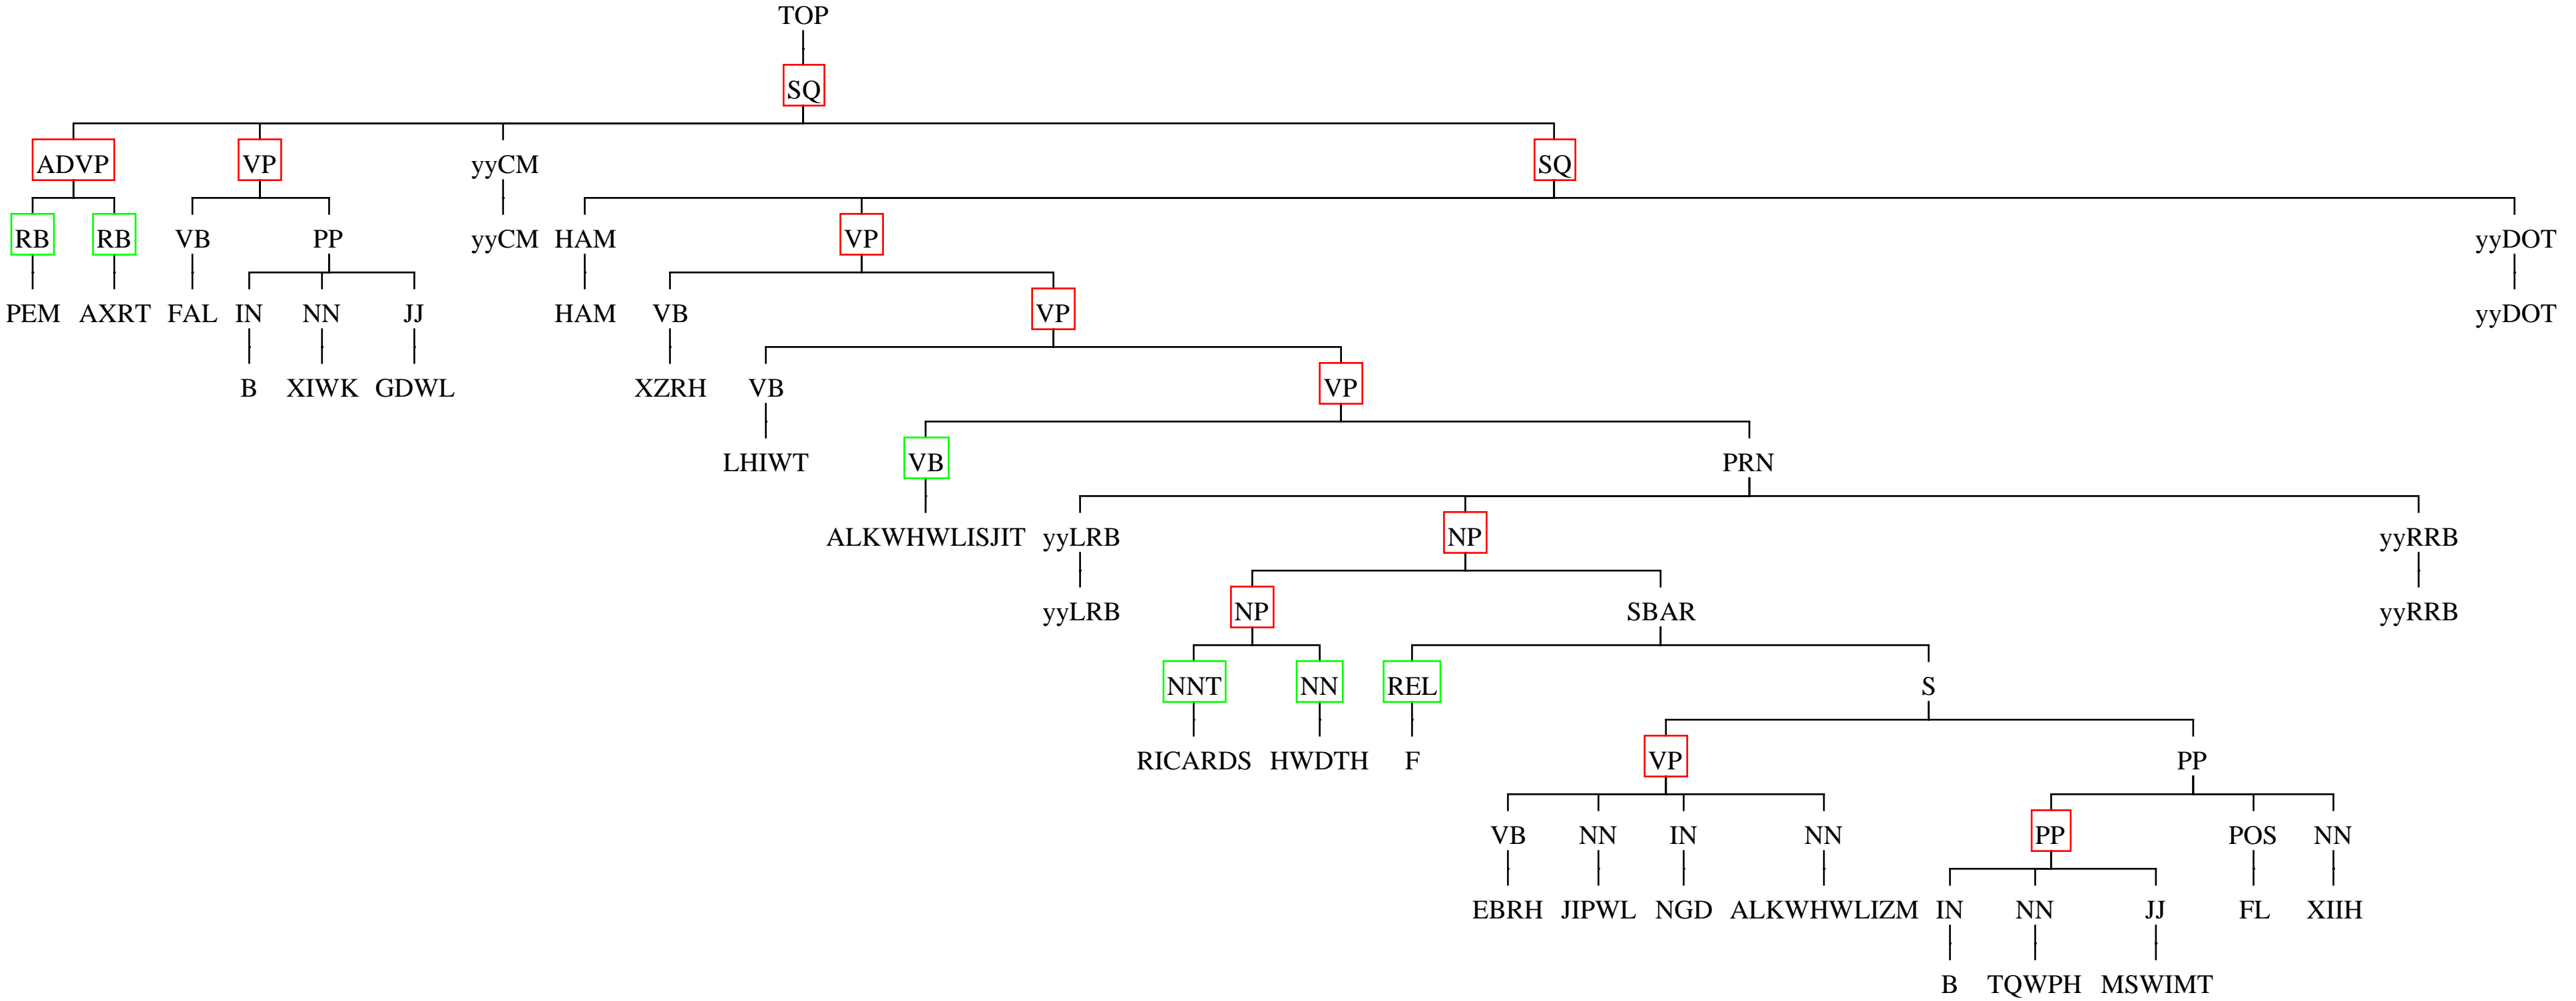 TOP
SQ
ADVP VP yyCM SQ
RB RB VB PP yyCM HAM VP yyDOT
PEM AXRT FAL IN NN JJ HAM VB VP yyDOT
B XIWK GDWL XZRH VB VP
LHIWT VB PRN
ALKWHWLISJIT yyLRB NP yyRRB
yyLRB NP SBAR yyRRB
NNT NN REL S
RICARDS HWDTH F VP PP
VB NN IN NN PP POS NN
EBRH JIPWL NGD ALKWHWLIZM IN NN JJ FL XIIH
B TQWPH MSWIMT